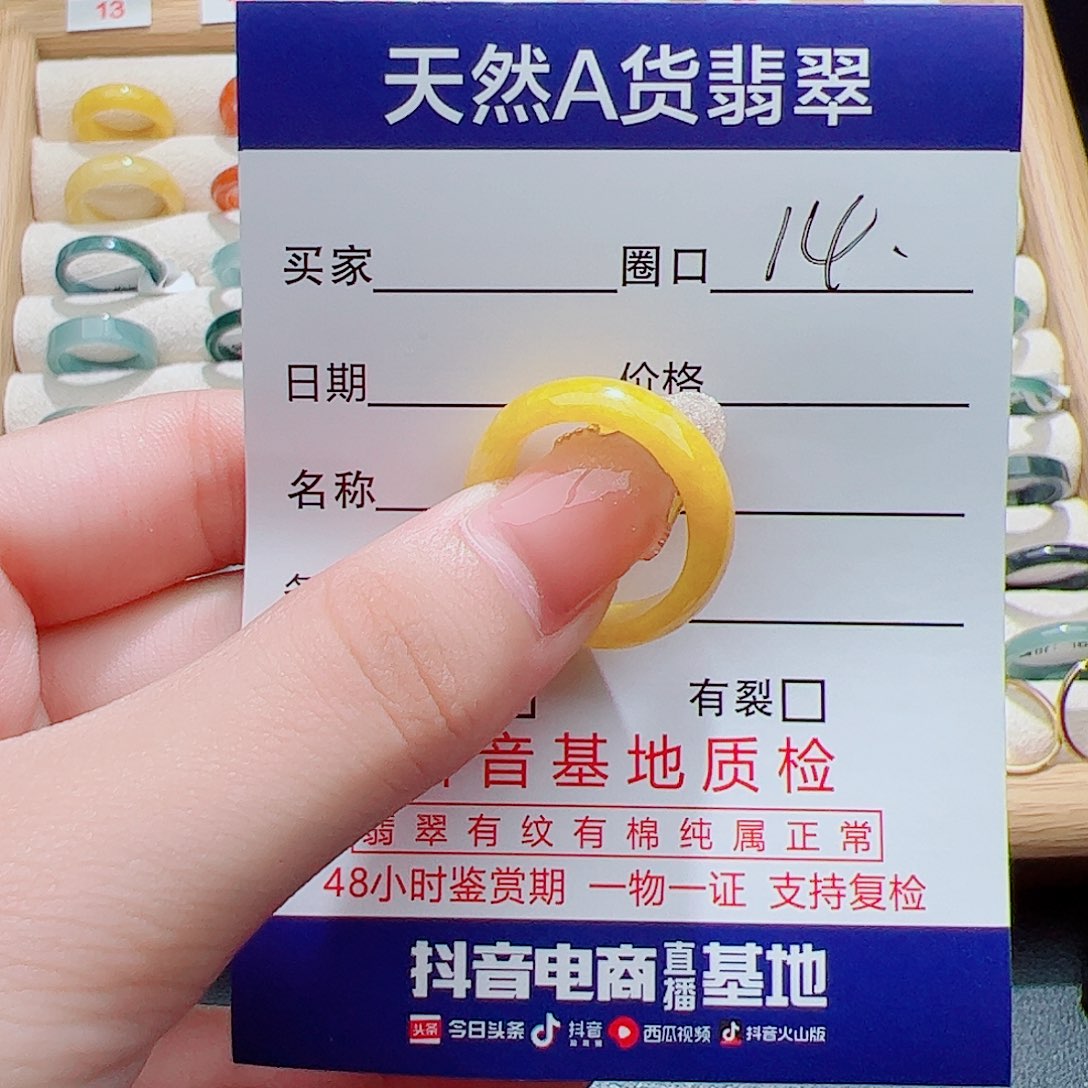 13
天然A货翡翠
买家 圈口 14.
日期 价格
名称
有裂
音基地质检
翡翠有纹有棉纯属正常
48小时鉴赏期 一物一证 支持复检
抖音电商直播基地
头条 今日头条 抖音 西瓜视频 抖音火山版